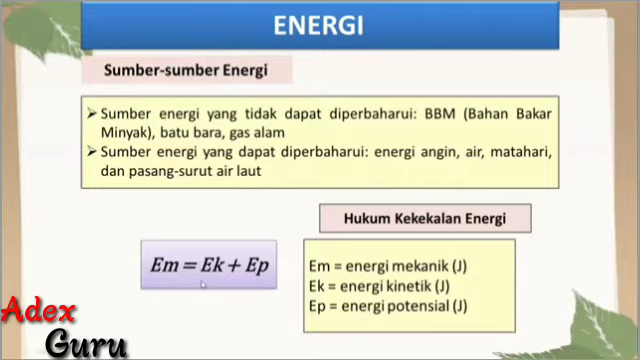 ENERGI
Sumber-sumber Energi
➢ Sumber energi yang tidak dapat diperbaharui: BBM (Bahan Bakar
Minyak), batu bara, gas alam
➢ Sumber energi yang dapat diperbaharui: energi angin, air, matahari,
dan pasang-surut air laut
Hukum Kekekalan Energi
Em = Ek + Ep
Em = energi mekanik (J)
Ek = energi kinetik (J)
Ep = energi potensial (J)
Adex
Guru